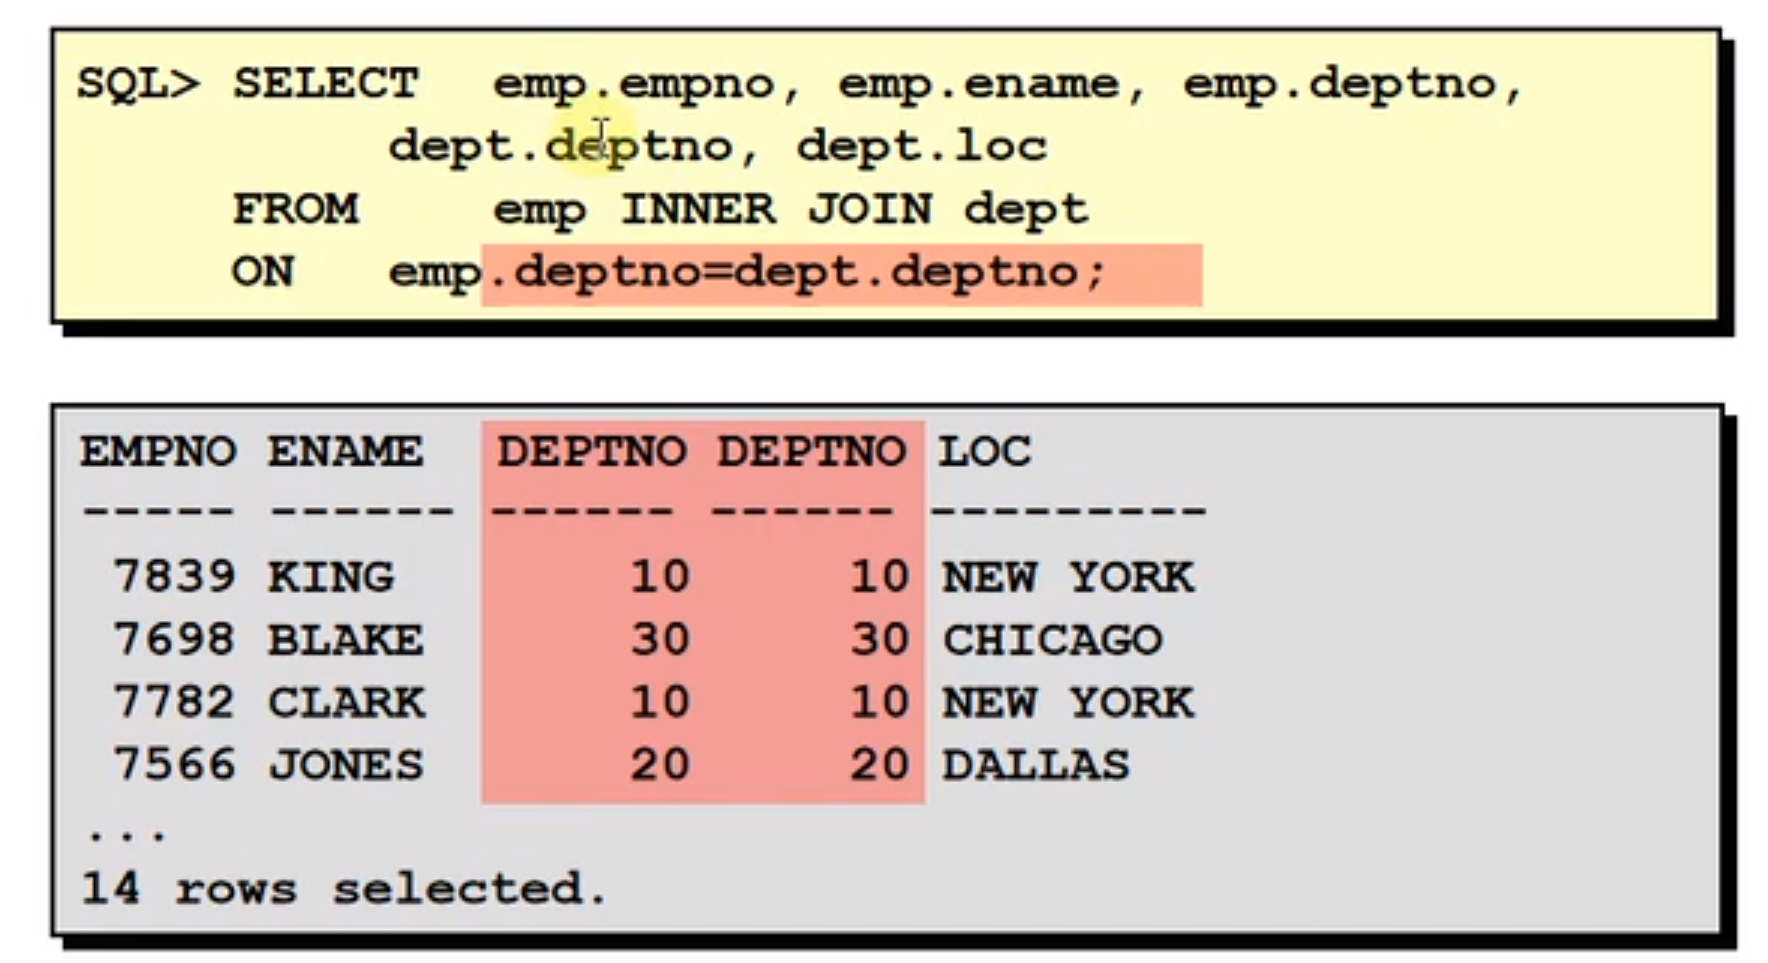 SQL> SELECT emp.empno, emp.ename, emp.deptno,
dept.deptno, dept.loc
FROM emp INNER JOIN dept
ON emp.deptno=dept.deptno;
EMPNO ENAME DEPTNO DEPTNO LOC
----- ------ ------ ------ ---------
7839 KING 10 10 NEW YORK
7698 BLAKE 30 30 CHICAGO
7782 CLARK 10 10 NEW YORK
7566 JONES 20 20 DALLAS
...
14 rows selected.